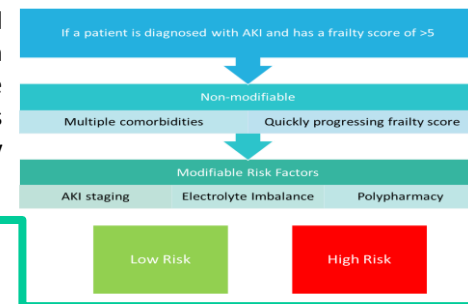 If a patient is diagnosed with AKI and has a frailty score of >5
Non-modifiable
Multiple comorbidities Quickly progressing frailty score
Modifiable Risk Factors
AKI staging Electrolyte Imbalance Polypharmacy
Low Risk High Risk